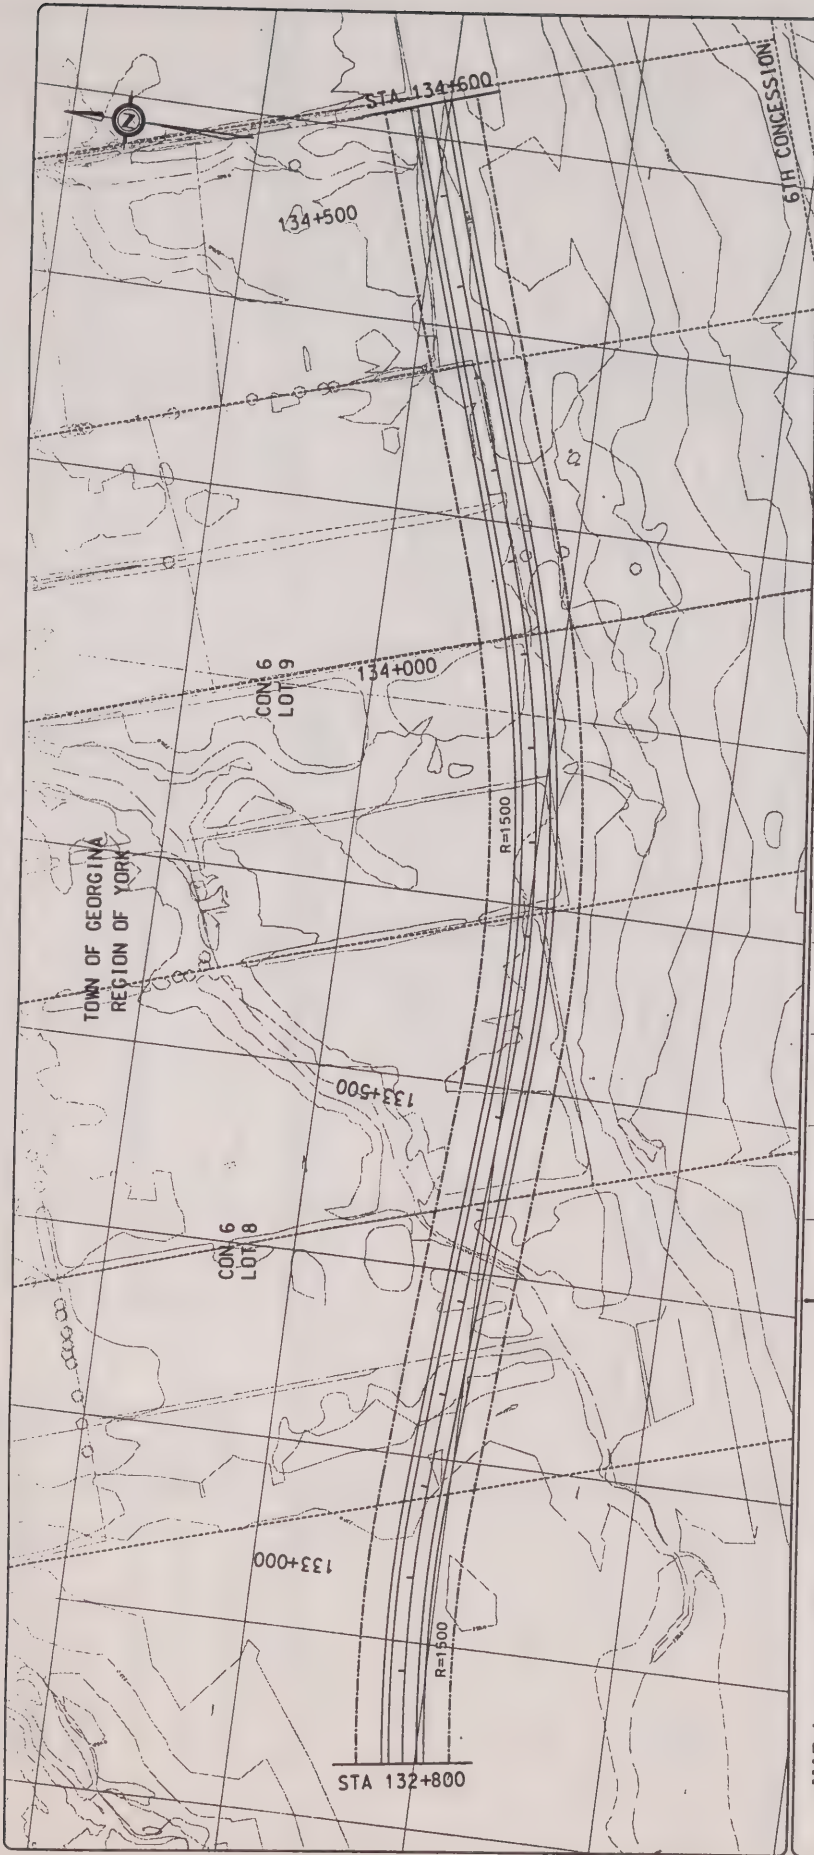 STA 134+600
6TH CONCESSION
134+500
CON 6
LOT 9
134+000
TOWN OF GEORGINA
REGION OF YORK
R=1500
133+500
CON 6
LOT 8
133+000
R=1500
STA 132+800